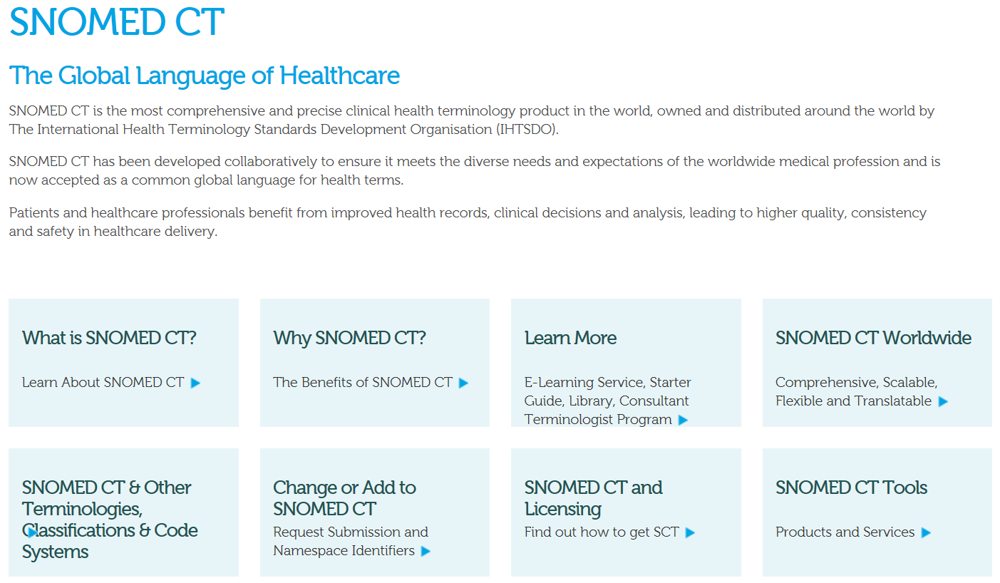 SNOMED CT
The Global Language of Healthcare
SNOMED CT is the most comprehensive and precise clinical health terminology product in the world, owned and distributed around the world by
The International Health Terminology Standards Development Organisation (IHTSDO).
SNOMED CT has been developed collaboratively to ensure it meets the diverse needs and expectations of the worldwide medical profession and is
now accepted as a common global language for health terms.
Patients and healthcare professionals benefit from improved health records, clinical decisions and analysis, leading to higher quality, consistency
and safety in healthcare delivery.
What is SNOMED CT?
Learn About SNOMED CT
Why SNOMED CT?
The Benefits of SNOMED CT
Learn More
E-Learning Service, Starter
Guide, Library, Consultant
Terminologist Program
SNOMED CT Worldwide
Comprehensive, Scalable,
Flexible and Translatable
SNOMED CT & Other
Terminologies,
Classifications & Code
Systems
Change or Add to
SNOMED CT
Request Submission and
Namespace Identifiers
SNOMED CT and
Licensing
Find out how to get SCT
SNOMED CT Tools
Products and Services